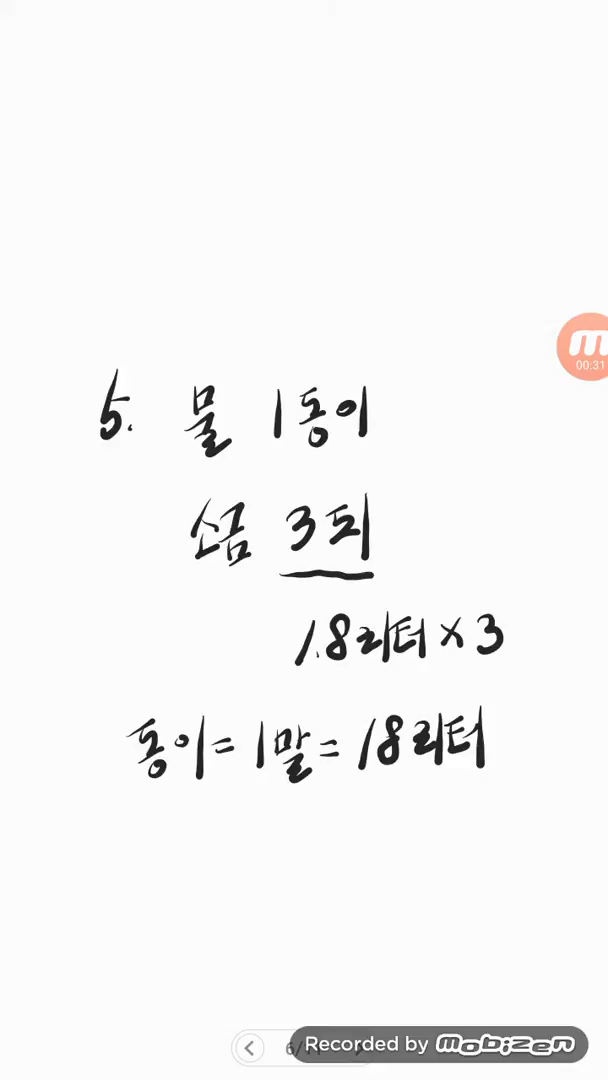 00:31
5. 물 1동이
소금 3되
1.8리터 x 3
동이 = 1말 = 18리터
Recorded by mobizen